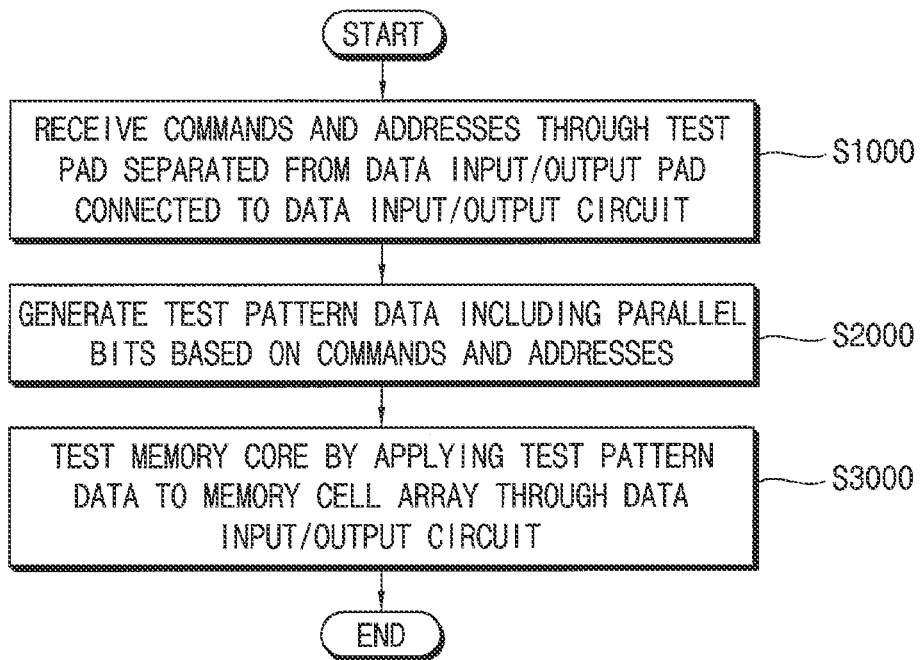 START
RECEIVE COMMANDS AND ADDRESSES THROUGH TEST
PAD SEPARATED FROM DATA INPUT/OUTPUT PAD
CONNECTED TO DATA INPUT/OUTPUT CIRCUIT
S1000
GENERATE TEST PATTERN DATA INCLUDING PARALLEL
BITS BASED ON COMMANDS AND ADDRESSES
S2000
TEST MEMORY CORE BY APPLYING TEST PATTERN
DATA TO MEMORY CELL ARRAY THROUGH DATA
INPUT/OUTPUT CIRCUIT
S3000
END